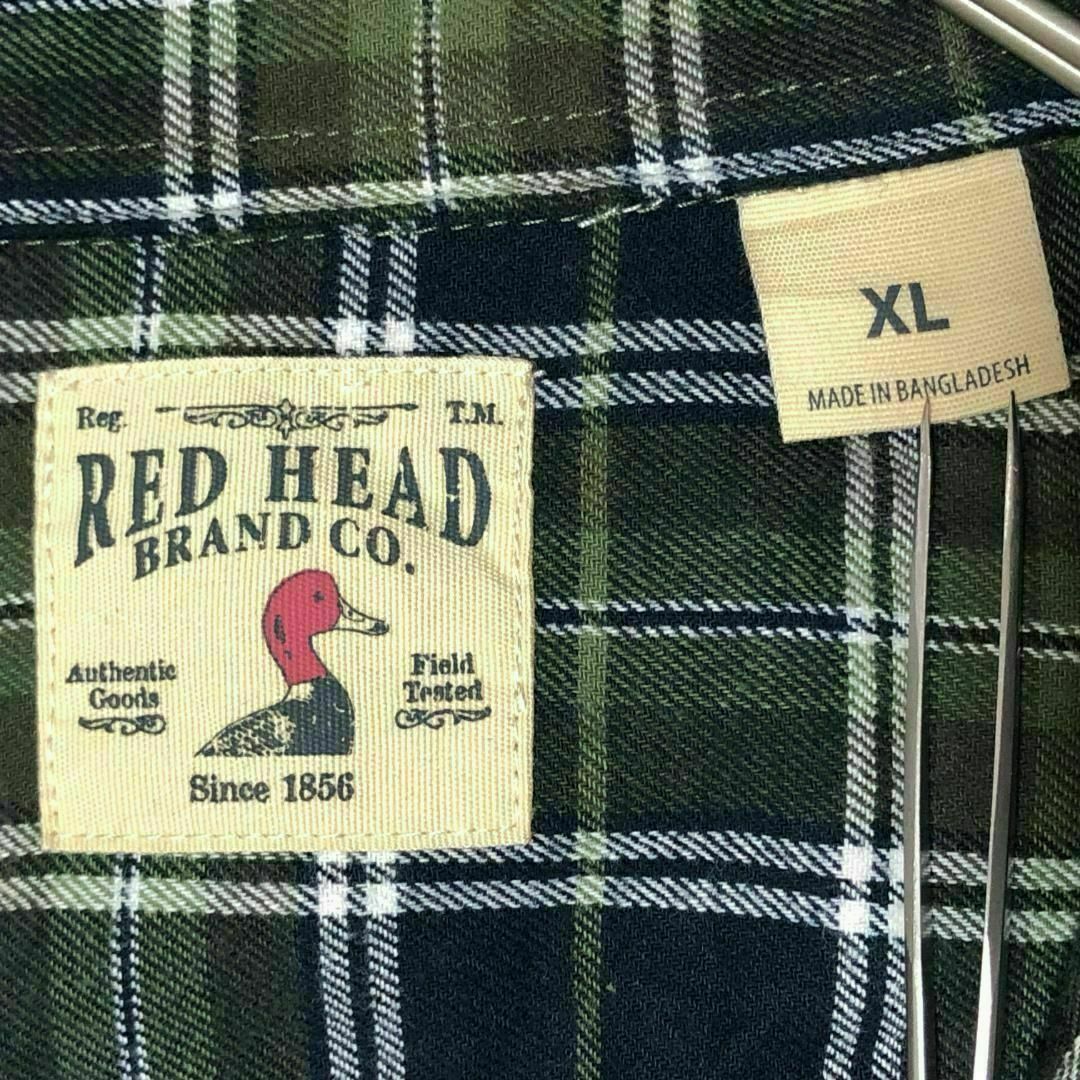 Reg. T.M.
RED HEAD
BRAND CO.
Authentic
Goods
Field
Tested
Since 1856
XL
MADE IN BANGLADESH